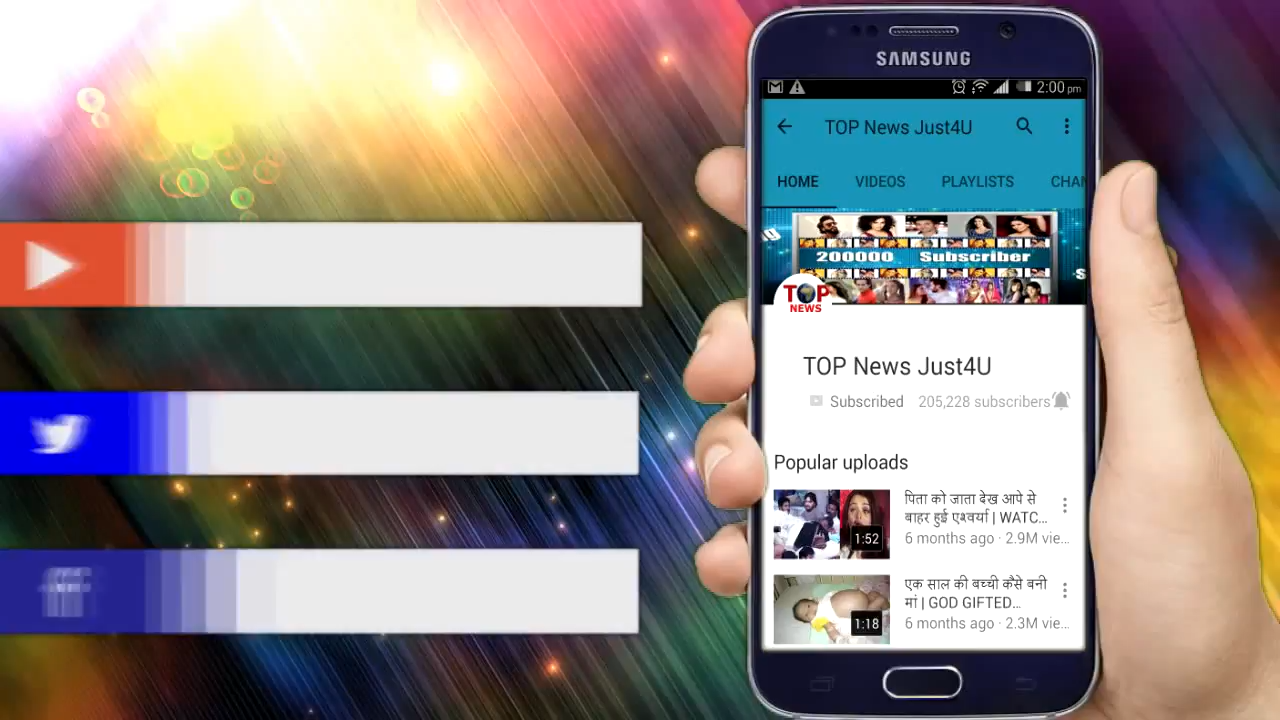 SAMSUNG
2:00 pm
TOP News Just4U
HOME VIDEOS PLAYLISTS CHAN
200000 Subscriber
TOP
NEWS
TOP News Just4U
Subscribed 205,228 subscribers
Popular uploads
पिता को जाता देख आपे से
बाहर हुई एश्वर्या | WATC...
1:52
6 months ago · 2.9M vie...
एक साल की बच्ची कैसे बनी
मां | GOD GIFTED...
1:18
6 months ago · 2.3M vie...